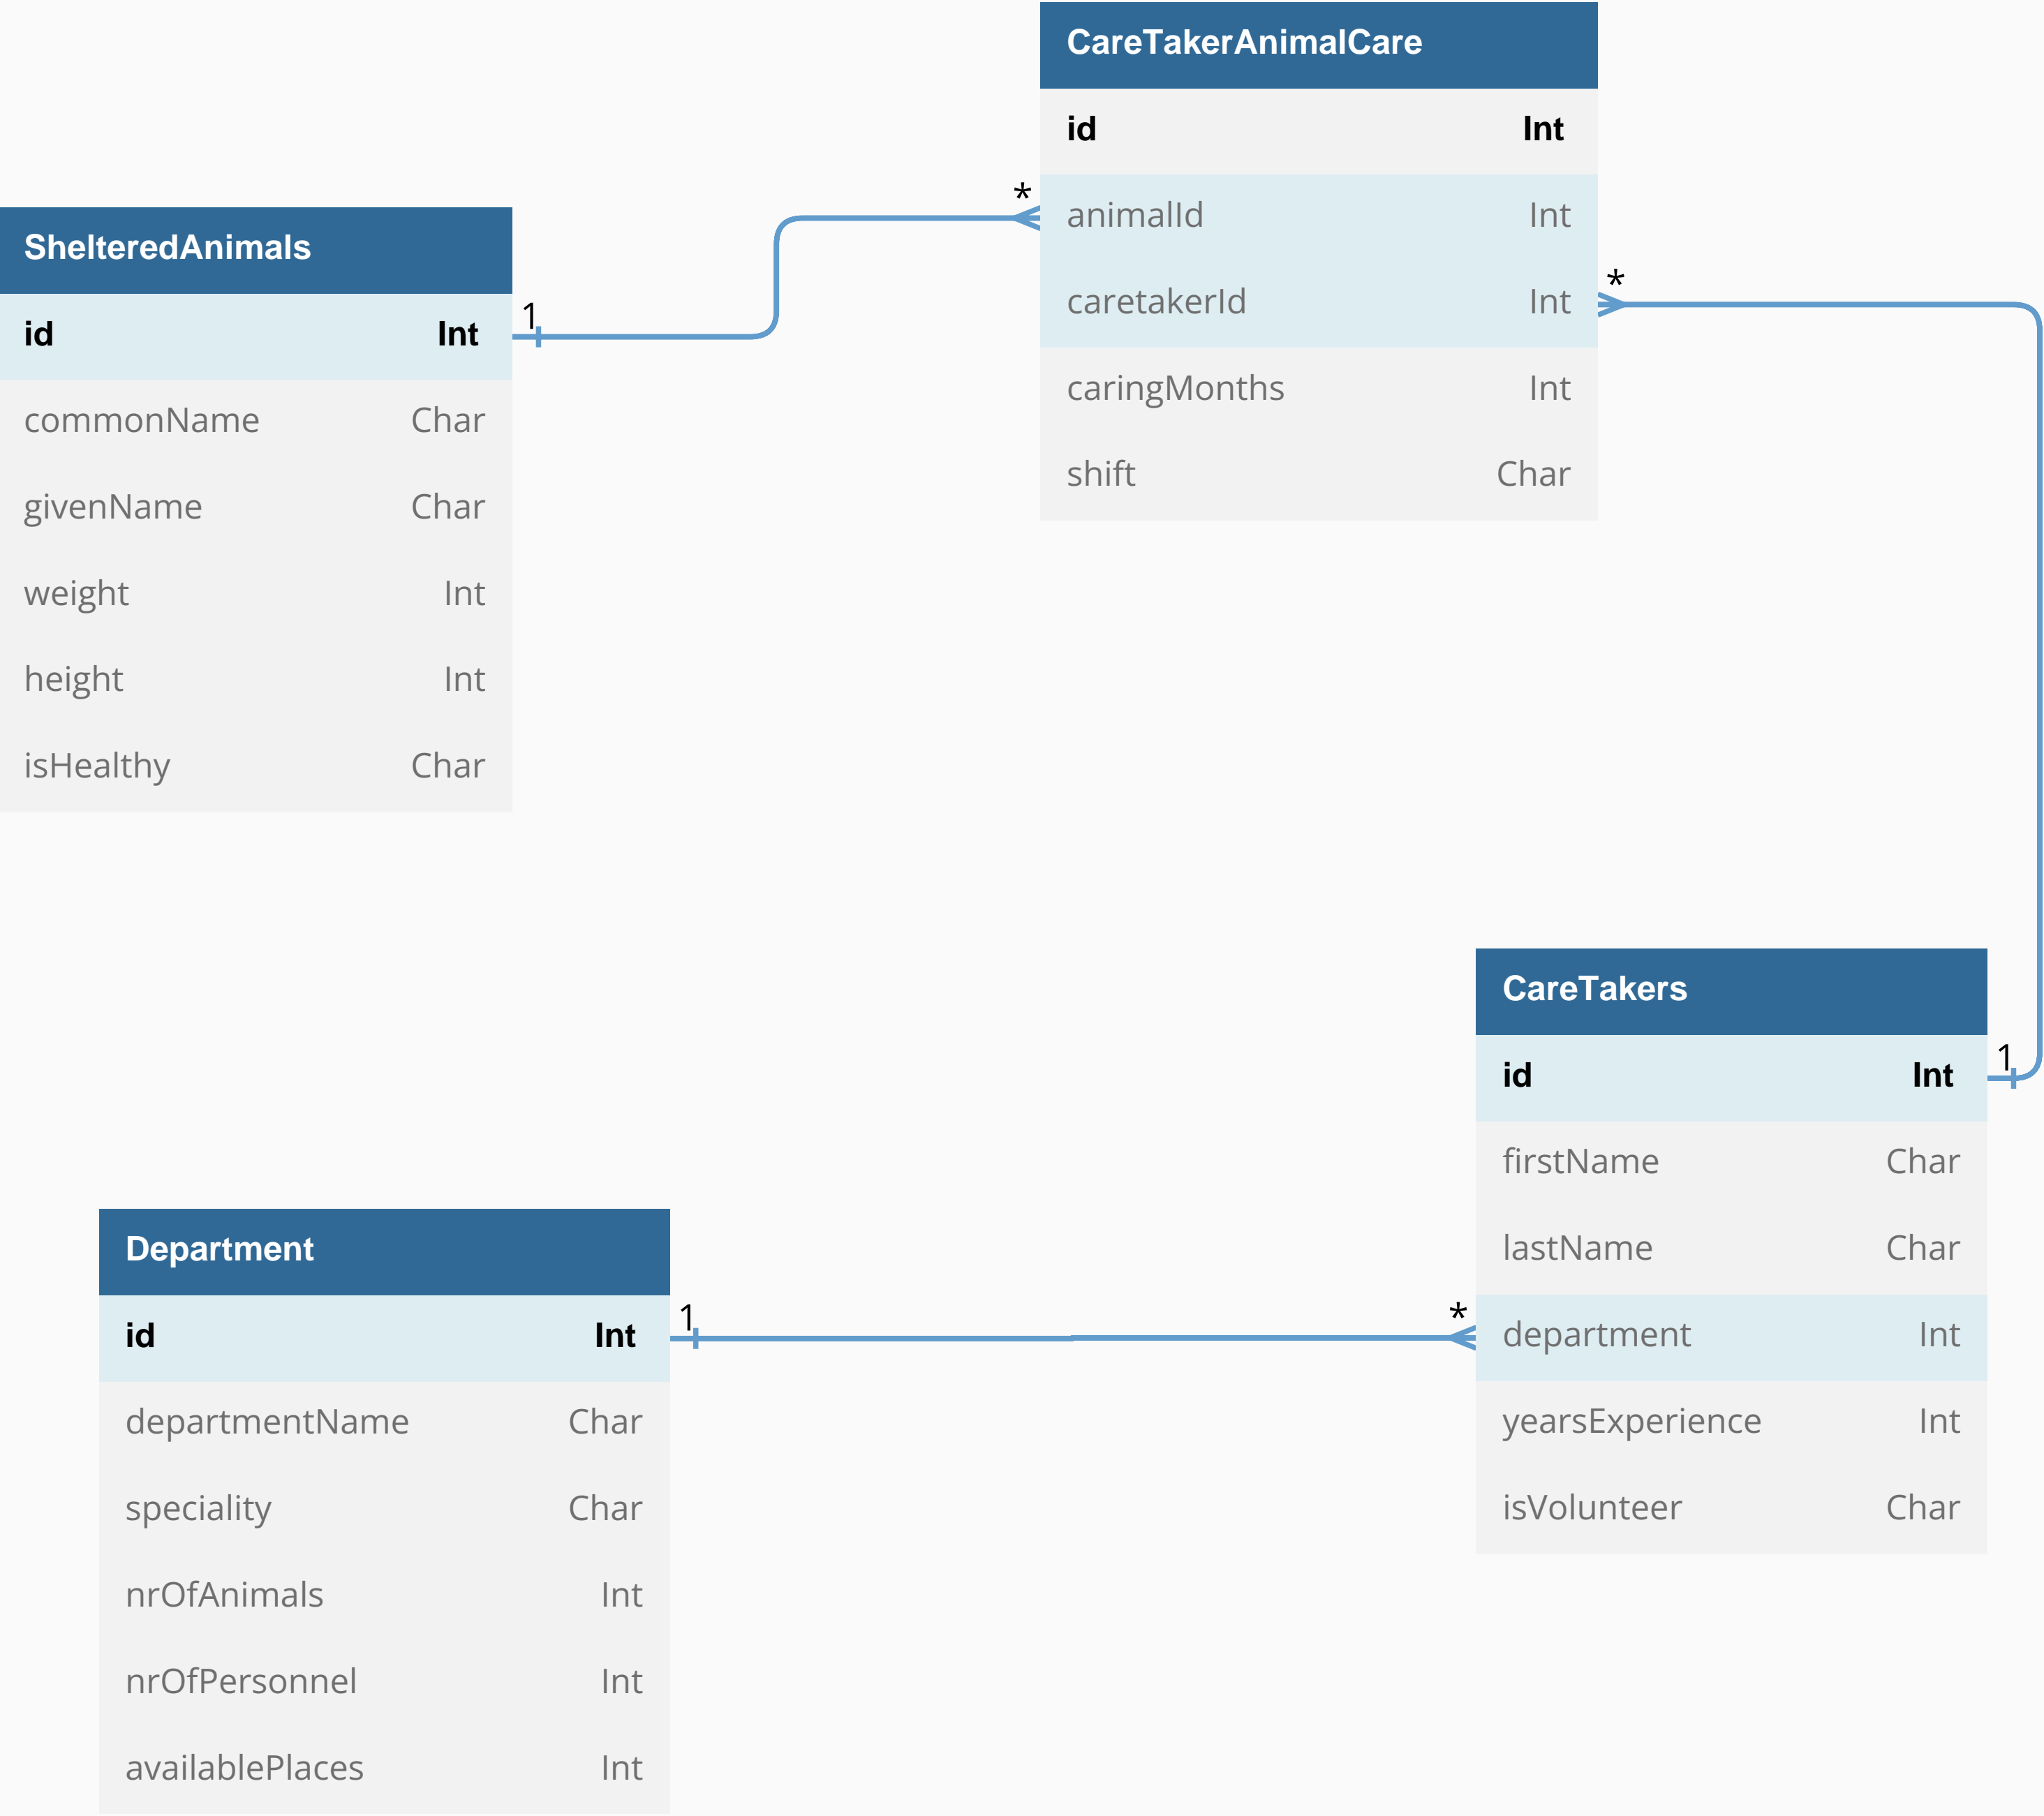 CareTakerAnimalCare
id Int
animalId Int
caretakerId Int
caringMonths Int
shift Char
*
*
ShelteredAnimals
id Int
commonName Char
givenName Char
weight Int
height Int
isHealthy Char
1
CareTakers
id Int
firstName Char
lastName Char
department Int
yearsExperience Int
isVolunteer Char
1
*
Department
id Int
departmentName Char
speciality Char
nrOfAnimals Int
nrOfPersonnel Int
availablePlaces Int
1